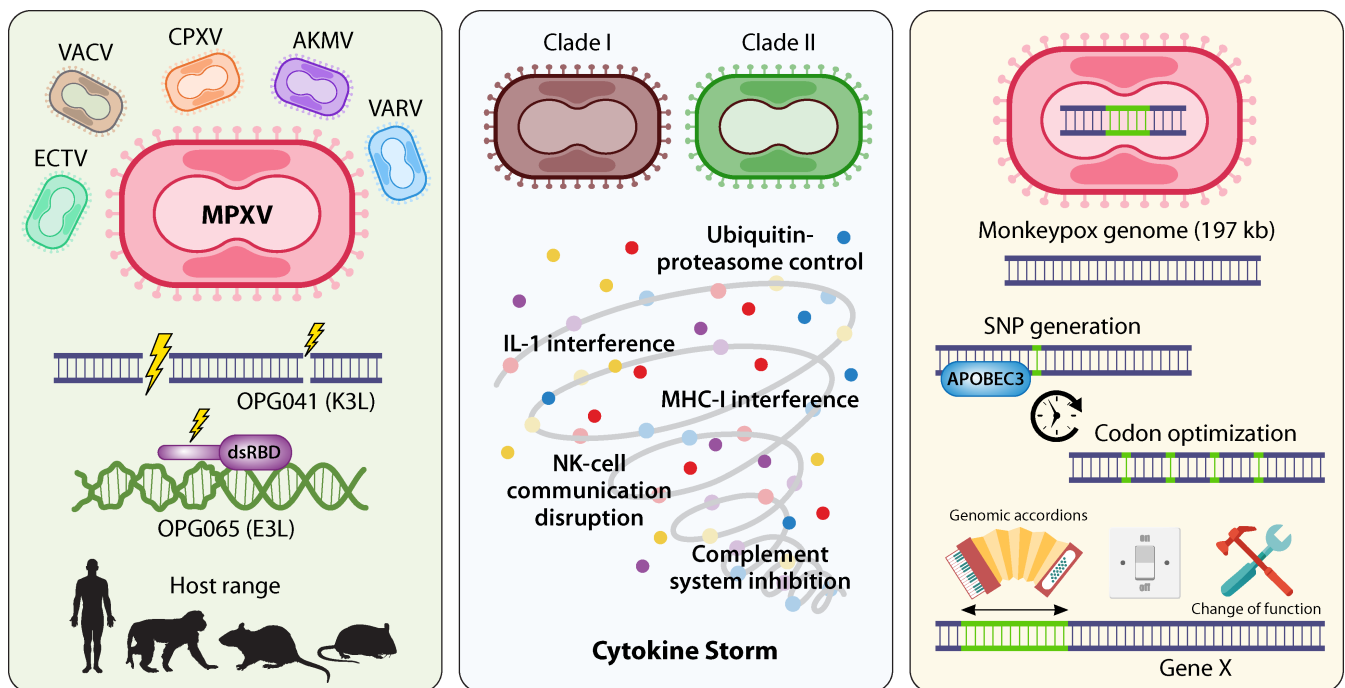 VACV
CPXV
AKMV
VARV
ECTV
MPXV
OPG041 (K3L)
dsRBD
OPG065 (E3L)
Host range
Clade I
Clade II
Ubiquitin-
proteasome control
IL-1 interference
MHC-I interference
NK-cell
communication
disruption
Complement
system inhibition
Cytokine Storm
Monkeypox genome (197 kb)
SNP generation
APOBEC3
Codon optimization
Genomic accordions
on
off
Change of function
Gene X